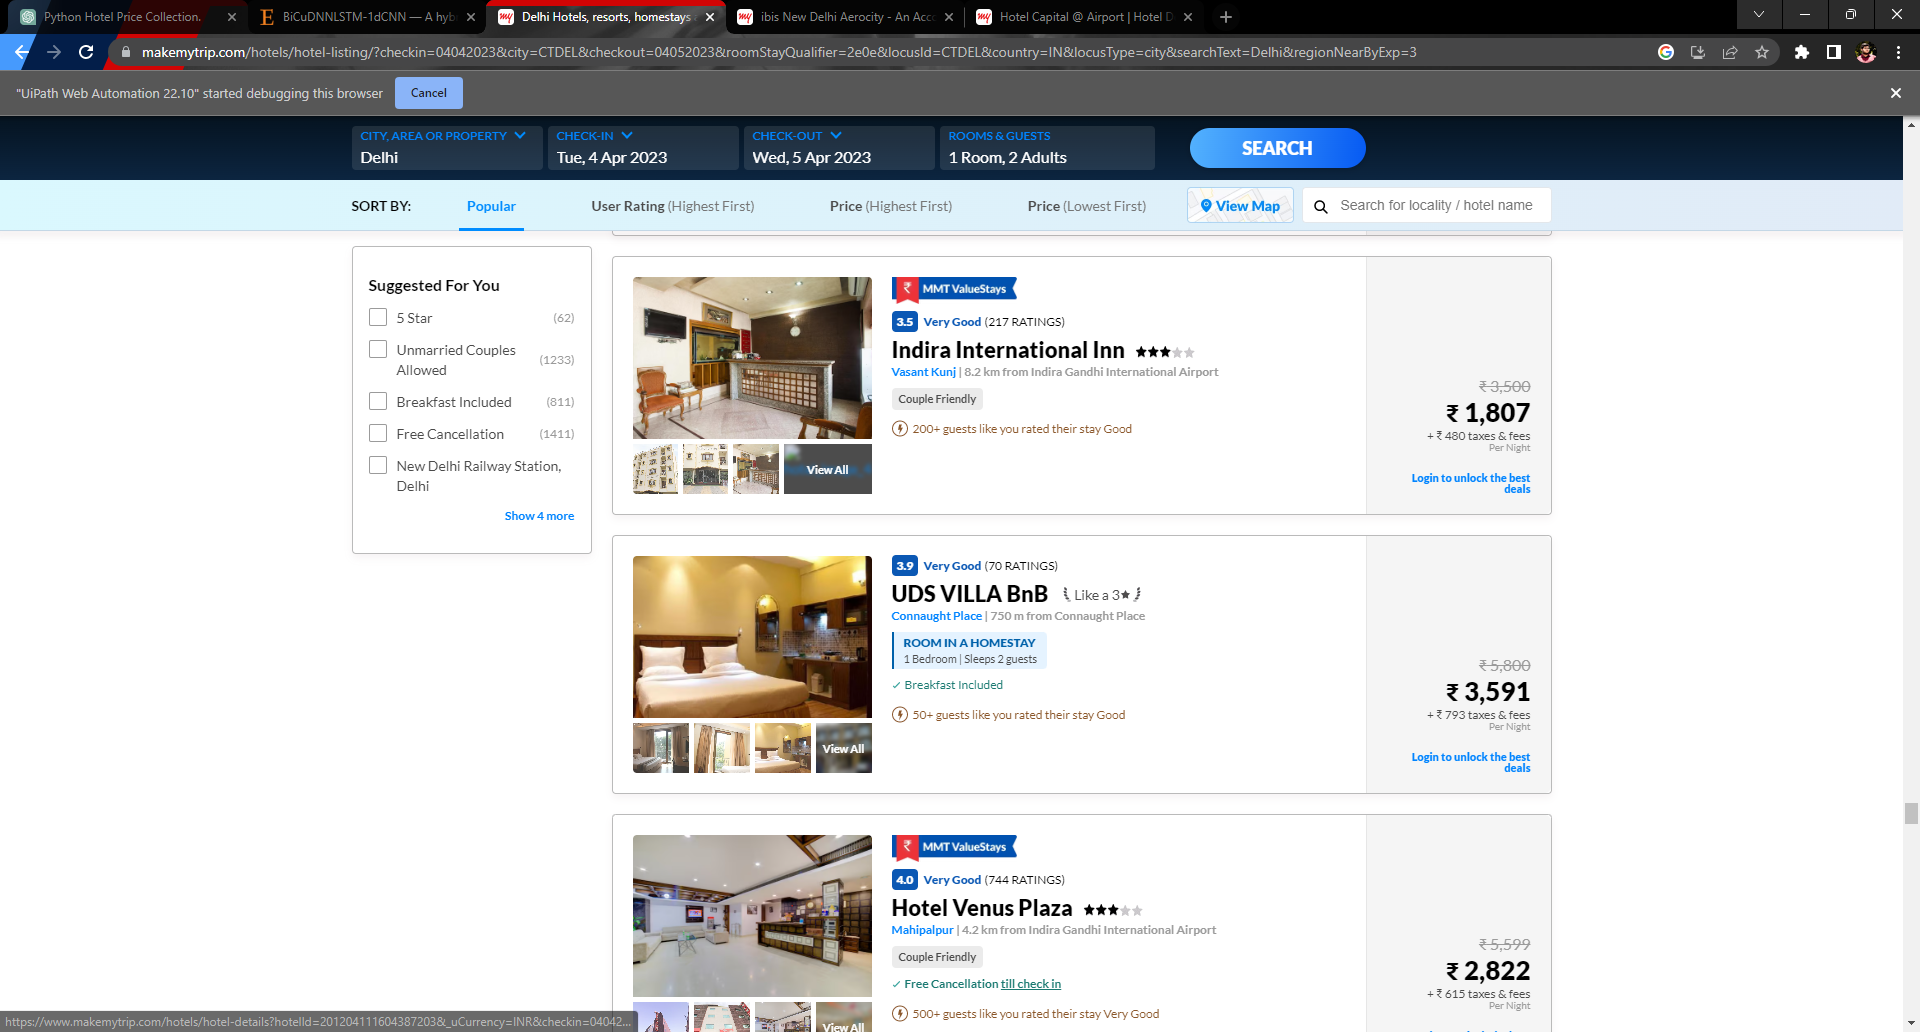 Python Hotel Price Collection.
BiCuDNNLSTM-1dCNN — A hyb
Delhi Hotels, resorts, homestays
ibis New Delhi Aerocity - An Acco
Hotel Capital @ Airport | Hotel D
makemytrip.com/hotels/hotel-listing/?checkin=04042023&city=CTDEL&checkout=04052023&roomStayQualifier=2e0e&locusId=CTDEL&country=IN&locusType=city&searchText=Delhi&regionNearByExp=3
"UiPath Web Automation 22.10" started debugging this browser
Cancel
CITY, AREA OR PROPERTY
Delhi
CHECK-IN
Tue, 4 Apr 2023
CHECK-OUT
Wed, 5 Apr 2023
ROOMS & GUESTS
1 Room, 2 Adults
SEARCH
SORT BY:
Popular
User Rating (Highest First)
Price (Highest First)
Price (Lowest First)
View Map
Search for locality / hotel name
Suggested For You
5 Star (62)
Unmarried Couples
Allowed (1233)
Breakfast Included (811)
Free Cancellation (1411)
New Delhi Railway Station,
Delhi
Show 4 more
₹ MMT ValueStays
3.5 Very Good (217 RATINGS)
Indira International Inn
Vasant Kunj | 8.2 km from Indira Gandhi International Airport
Couple Friendly
200+ guests like you rated their stay Good
View All
₹ 3,500
₹ 1,807
+ ₹ 480 taxes & fees
Per Night
Login to unlock the best
deals
3.9 Very Good (70 RATINGS)
UDS VILLA BnB Like a 3★
Connaught Place | 750 m from Connaught Place
ROOM IN A HOMESTAY
1 Bedroom | Sleeps 2 guests
✓ Breakfast Included
50+ guests like you rated their stay Good
View All
₹ 5,800
₹ 3,591
+ ₹ 793 taxes & fees
Per Night
Login to unlock the best
deals
₹ MMT ValueStays
4.0 Very Good (744 RATINGS)
Hotel Venus Plaza
Mahipalpur | 4.2 km from Indira Gandhi International Airport
Couple Friendly
✓ Free Cancellation till check in
500+ guests like you rated their stay Very Good
View All
₹ 5,599
₹ 2,822
+ ₹ 615 taxes & fees
Per Night
https://www.makemytrip.com/hotels/hotel-details?hotelId=201204111604387203&_uCurrency=INR&checkin=04042...